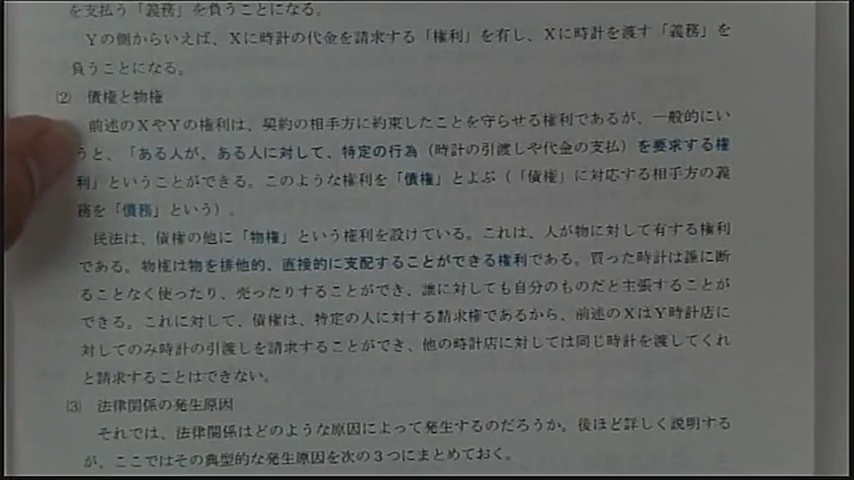 を支払う「義務」を負うことになる。
Yの側からいえば、Xに時計の代金を請求する「権利」を有し、Xに時計を渡す「義務」を
負うことになる。
(2) 債権と物権
前述のXやYの権利は、契約の相手方に約束したことを守らせる権利であるが、一般的にい
うと、「ある人が、ある人に対して、特定の行為（時計の引渡しや代金の支払）を要求する権
利」ということができる。このような権利を「債権」とよぶ（「債権」に対応する相手方の義
務を「債務」という）。
民法は、債権の他に「物権」という権利を設けている。これは、人が物に対して有する権利
である。物権は物を排他的、直接的に支配することができる権利である。買った時計は誰に断
ることなく使ったり、売ったりすることができ、誰に対しても自分のものだと主張することが
できる。これに対して、債権は、特定の人に対する請求権であるから、前述のXはY時計店に
対してのみ時計の引渡しを請求することができ、他の時計店に対しては同じ時計を渡してくれ
と請求することはできない。
(3) 法律関係の発生原因
それでは、法律関係はどのような原因によって発生するのだろうか。後ほど詳しく説明する
が、ここではその典型的な発生原因を次の3つにまとめておく。